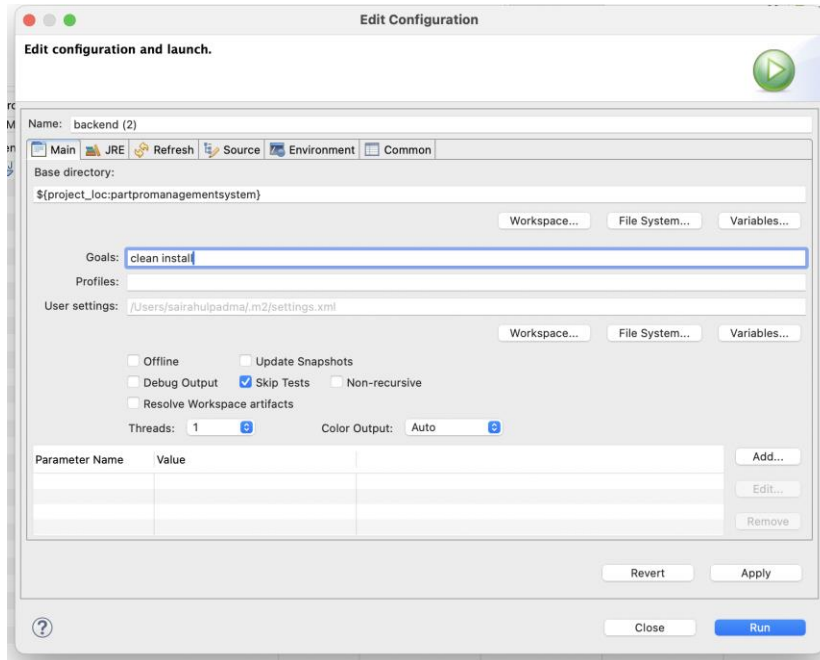 Edit Configuration
Edit configuration and launch.
Name: backend (2)
Main JRE Refresh Source Environment Common
Base directory:
${project_loc:partpromanagementsystem}
Workspace... File System... Variables...
Goals: clean install
Profiles:
User settings: /Users/sairahulpadma/.m2/settings.xml
Workspace... File System... Variables...
Offline Update Snapshots
Debug Output Skip Tests Non-recursive
Resolve Workspace artifacts
Threads: 1 Color Output: Auto
Parameter Name Value Add...
Edit...
Remove
Revert Apply
? Close Run